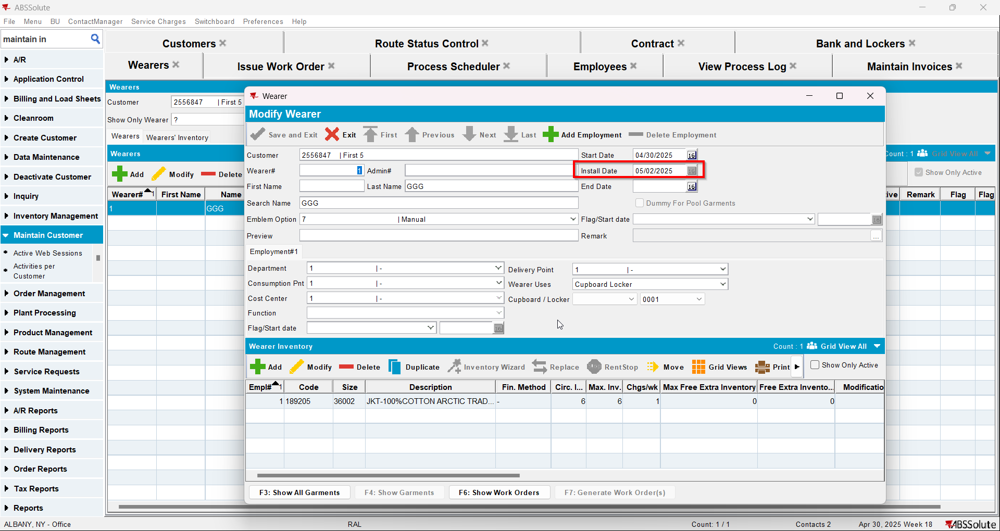 ABSSolute
File Menu BU ContactManager Service Charges Switchboard Preferences Help
maintain in
Customers Route Status Control Contract Bank and Lockers
Wearers Issue Work Order Process Scheduler Employees View Process Log Maintain Invoices
A/R
Application Control
Billing and Load Sheets
Cleanroom
Create Customer
Data Maintenance
Deactivate Customer
Inquiry
Inventory Management
Maintain Customer
Active Web Sessions
Activities per
Customer
Order Management
Plant Processing
Product Management
Route Management
Service Requests
System Maintenance
A/R Reports
Billing Reports
Delivery Reports
Order Reports
Tax Reports
Reports
Wearers
Customer 2556847 | First 5
Show Only Wearer ?
Wearers Wearers' Inventory
Wearers
Add Modify Delete
Wearer# 1 First Name Name
1 GGG
Count : 1 Grid View All
Show Only Active
ive Remark Flag Flag
Wearer
Modify Wearer
Save and Exit Exit First Previous Next Last Add Employment Delete Employment
Customer 2556847 | First 5 Start Date 04/30/2025 16
Wearer# 1 Admin# Install Date 05/02/2025 16
First Name Last Name GGG End Date 16
Search Name GGG Dummy For Pool Garments
Emblem Option 7 | Manual Flag/Start date 16
Preview Remark ...
Employment#1
Department 1 | - Delivery Point 1 | -
Consumption Pnt 1 | - Wearer Uses Cupboard Locker
Cost Center 1 | - Cupboard / Locker 0001
Function
Flag/Start date 16
Wearer Inventory Count : 1 Grid View All
Add Modify Delete Duplicate Inventory Wizard Replace RentStop Move Grid Views Print Show Only Active
Empl# 1 Code Size Description Fin. Method Circ. I... Max. Inv. Chgs/wk Max Free Extra Inventory Free Extra Invento... Modificatio
1 189205 36002 JKT-100%COTTON ARCTIC TRAD... - 6 6 1 0 0
F3: Show All Garments F4: Show Garments F6: Show Work Orders F7: Generate Work Order(s)
ALBANY, NY - Office RAL Count: 1 / 1 Contacts 2 Apr 30, 2025 Week 18 ABSSolute